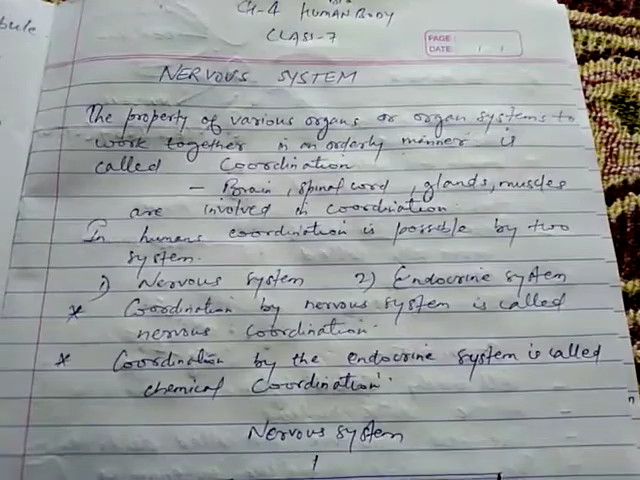 Ch-4 HUMAN BODY
CLASS-7
PAGE:
DATE:
NERVOUS SYSTEM
The property of various organs or organ systems to
work together in an orderly manner is
called Coordination
- Brain, spinal cord, glands, muscles
are involved in coordination.
In humans coordination is possible by two
system.
1) Nervous system 2) Endocrine system
* Coordination by nervous system is called
nervous coordination.
* Coordination by the endocrine system is called
chemical Coordination.
Nervous system